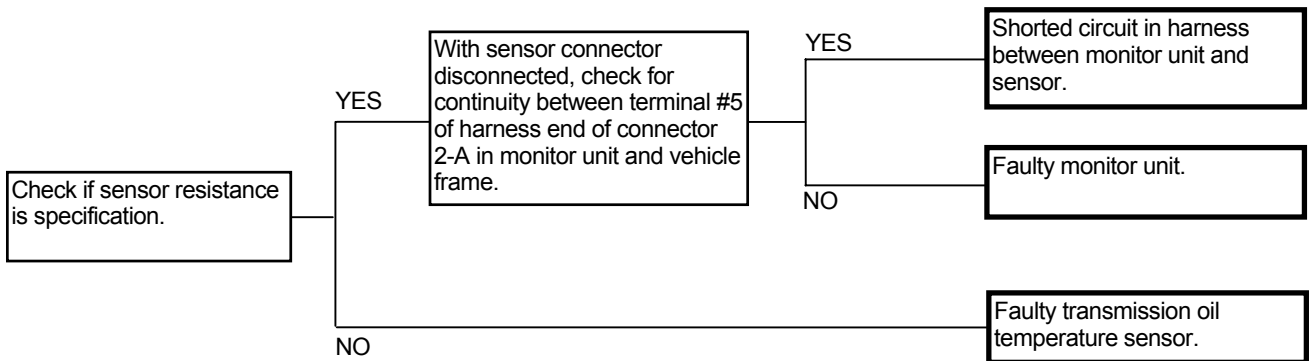 Check if sensor resistance
is specification.
YES
NO
With sensor connector
disconnected, check for
continuity between terminal #5
of harness end of connector
2-A in monitor unit and vehicle
frame.
YES
NO
Shorted circuit in harness
between monitor unit and
sensor.
Faulty monitor unit.
Faulty transmission oil
temperature sensor.